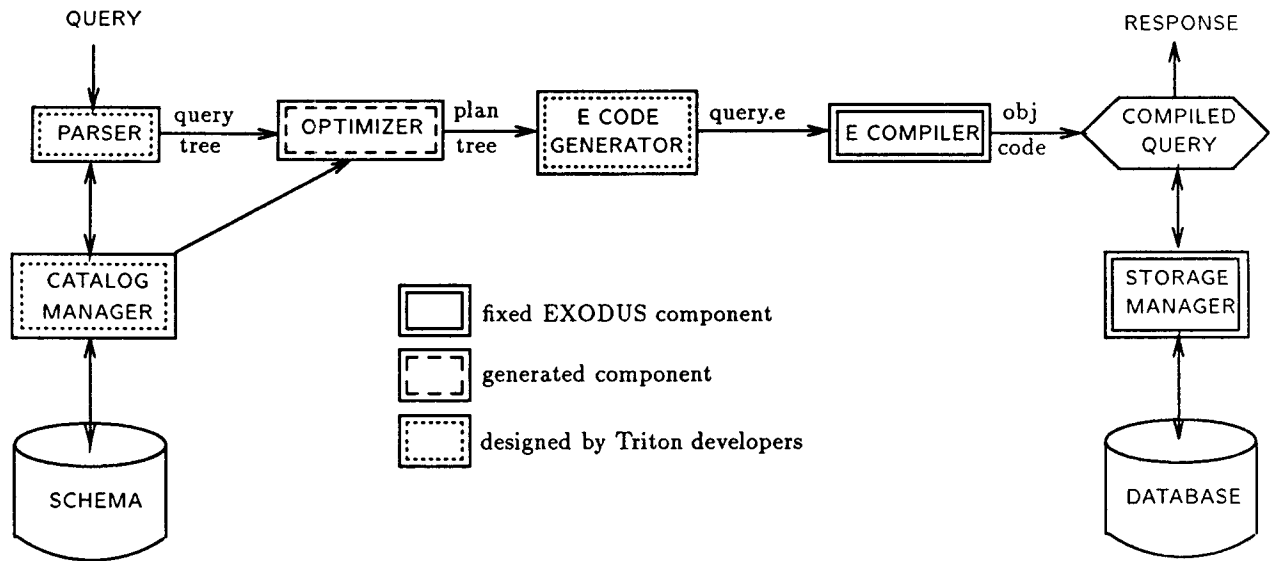 QUERY
RESPONSE
PARSER
query
tree
OPTIMIZER
plan
tree
E CODE
GENERATOR
query.e
E COMPILER
obj
code
COMPILED
QUERY
CATALOG
MANAGER
STORAGE
MANAGER
fixed EXODUS component
generated component
designed by Triton developers
SCHEMA
DATABASE